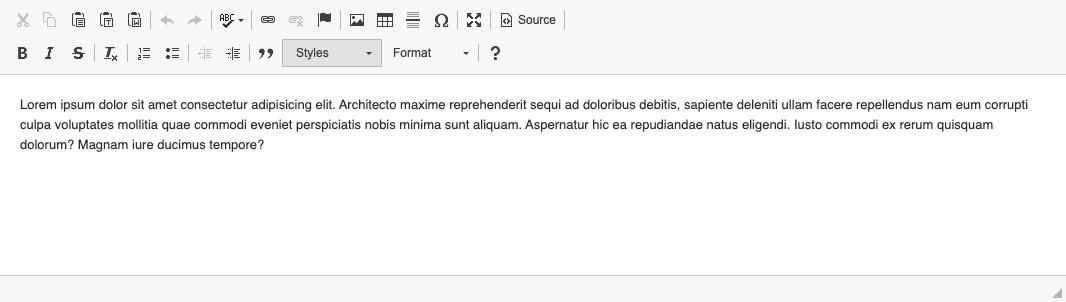 ABC Source
B I S Tx Styles Format ?
Lorem ipsum dolor sit amet consectetur adipisicing elit. Architecto maxime reprehenderit sequi ad doloribus debitis, sapiente deleniti ullam facere repellendus nam eum corrupti
culpa voluptates mollitia quae commodi eveniet perspiciatis nobis minima sunt aliquam. Aspernatur hic ea repudiandae natus eligendi. Iusto commodi ex rerum quisquam
dolorum? Magnam iure ducimus tempore?